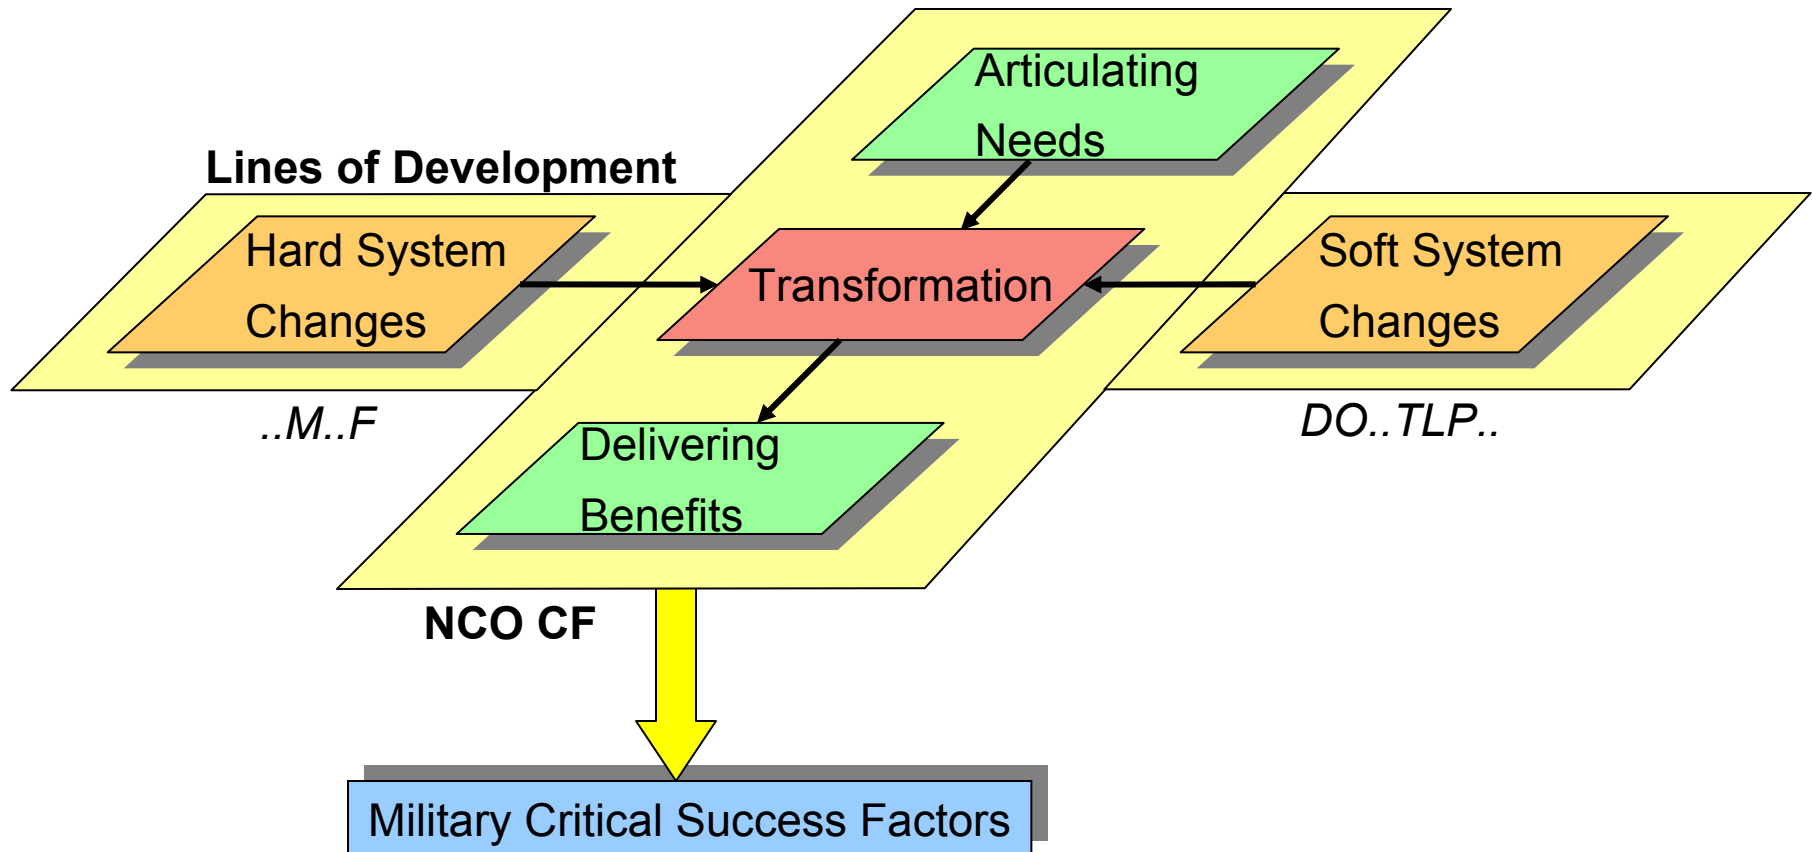 Articulating
Needs
Lines of Development
Hard System
Changes
Transformation
Soft System
Changes
..M..F
DO..TLP..
Delivering
Benefits
NCO CF
Military Critical Success Factors